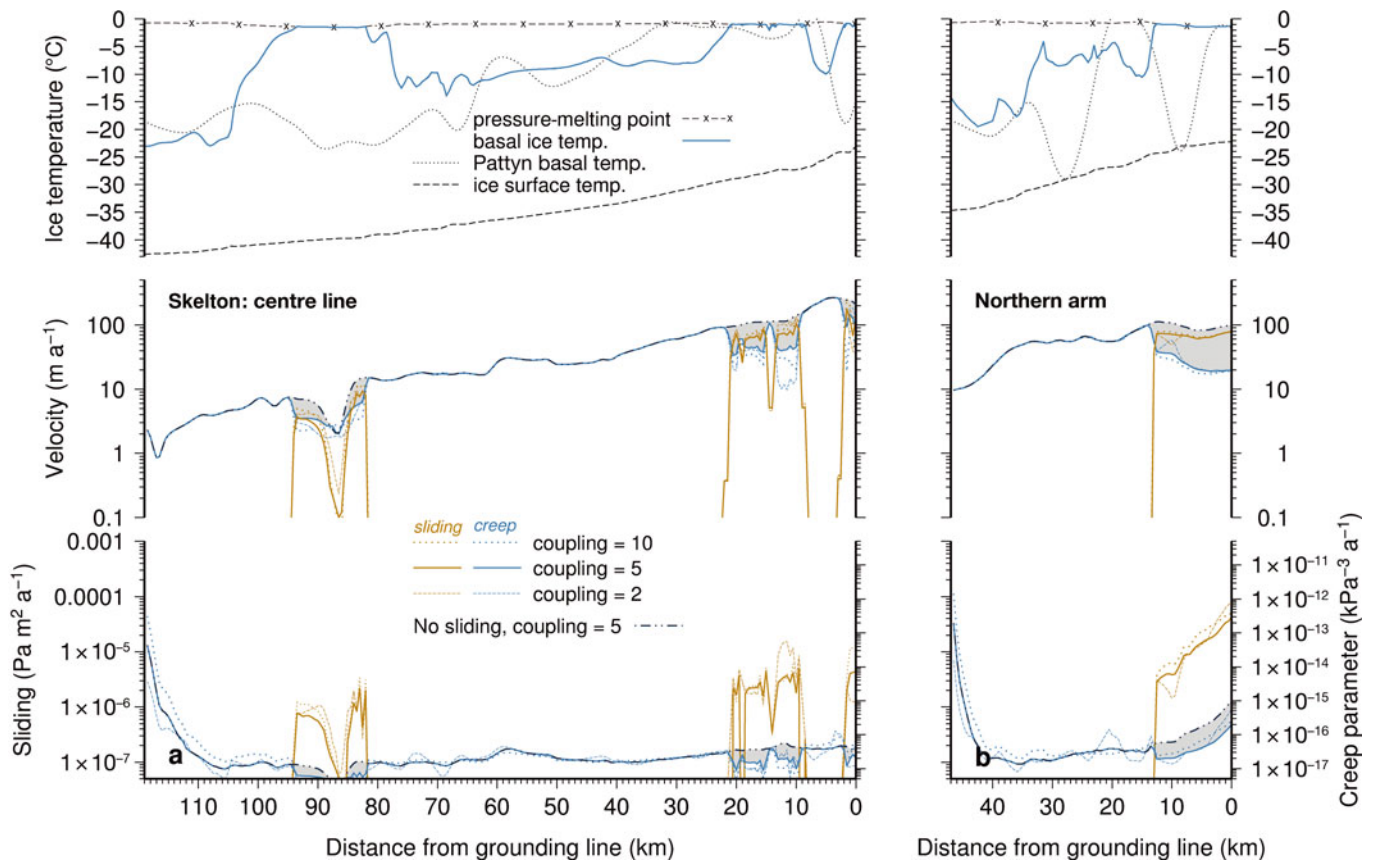 0
−5
−10
−15
−20
−25
−30
−35
−40
Ice temperature (°C)
pressure-melting point
basal ice temp.
Pattyn basal temp.
ice surface temp.
0
−5
−10
−15
−20
−25
−30
−35
−40
Ice temperature (°C)
Skelton: centre line
Northern arm
100
10
1
0.1
Velocity (m a−1)
100
10
1
0.1
Velocity (m a−1)
sliding creep
coupling = 10
coupling = 5
coupling = 2
No sliding, coupling = 5
0.001
0.0001
1×10−5
1×10−6
1×10−7
Sliding (Pa m2 a−1)
1×10−11
1×10−12
1×10−13
1×10−14
1×10−15
1×10−16
1×10−17
Creep parameter (kPa−3 a−1)
a
b
110 100 90 80 70 60 50 40 30 20 10 0
40 30 20 10 0
Distance from grounding line (km)
Distance from grounding line (km)